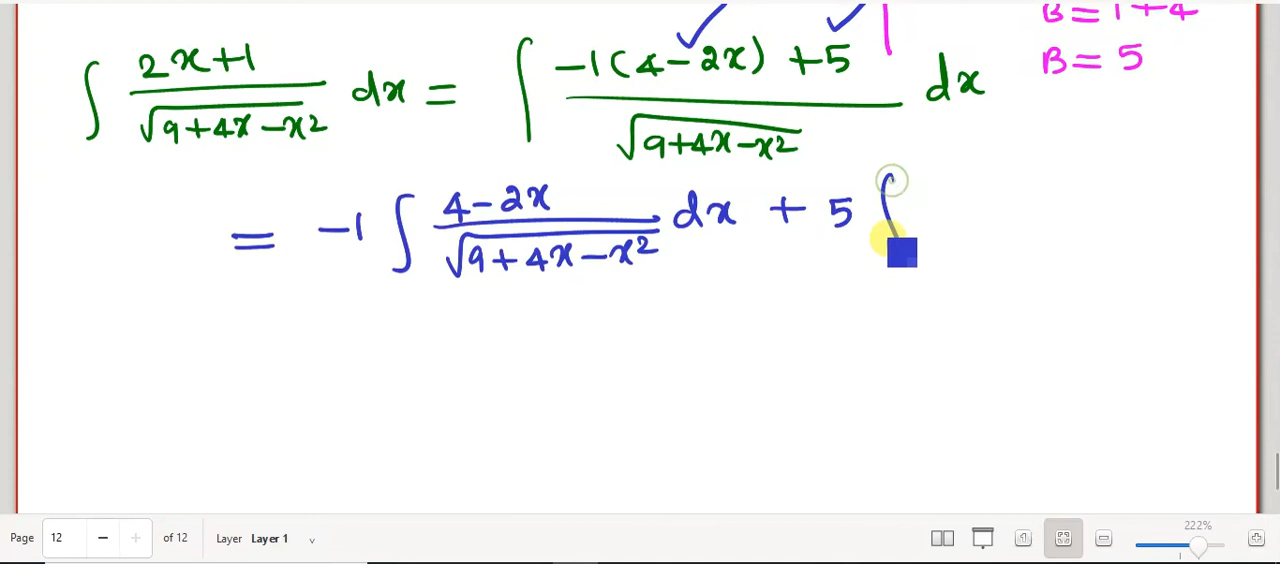 B = 1 + 4
∫ 2x+1 / √9+4x-x² dx = ∫ -1(4-2x) +5 / √9+4x-x² dx
B = 5
= -1 ∫ 4-2x / √9+4x-x² dx + 5 ∫
Page 12 of 12 Layer Layer 1 222%